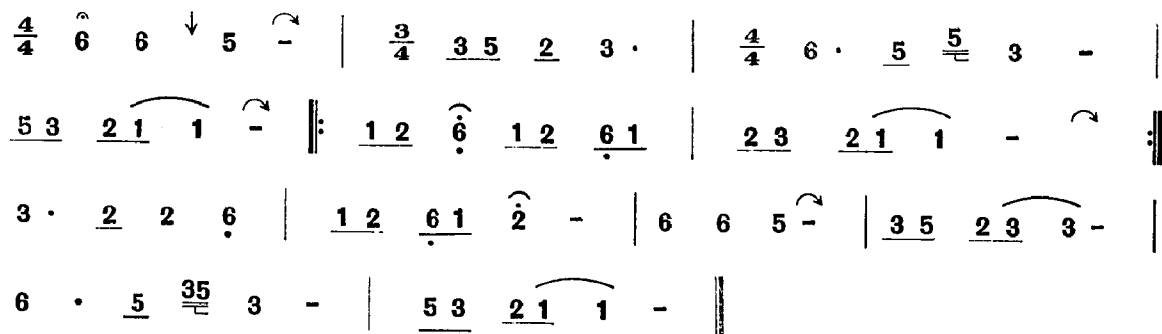 4/4 6 6 ↓ 5 - | 3/4 3 5 2 3 · | 4/4 6 · 5 5 3 - |
5 3 2 1 1 - ‖: 1 2 6̣ 1 2 6̣ 1 | 2 3 2 1 1 - :‖
3 · 2 2 6̣ | 1 2 6̣ 1 2 - | 6 6 5 - | 3 5 2 3 3 - |
6 · 5 35 3 - | 5 3 2 1 1 - ‖